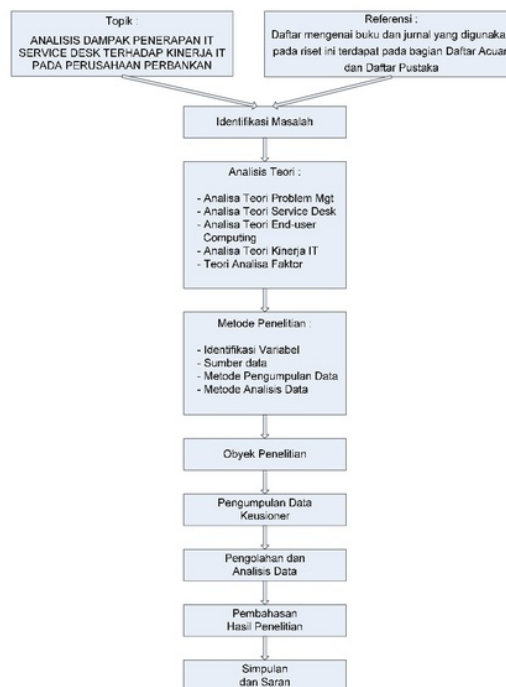 Topik :
ANALISIS DAMPAK PENERAPAN IT
SERVICE DESK TERHADAP KINERJA IT
PADA PERUSAHAAN PERBANKAN
Referensi :
Daftar mengenai buku dan jurnal yang digunaka
pada riset ini terdapat pada bagian Daftar Acuar
dan Daftar Pustaka
Identifikasi Masalah
Analisis Teori :
- Analisa Teori Problem Mgt
- Analisa Teori Service Desk
- Analisa Teori End-user
Computing
- Analisa Teori Kinerja IT
- Teori Analisa Faktor
Metode Penelitian :
- Identifikasi Variabel
- Sumber data
- Metode Pengumpulan Data
- Metode Analisis Data
Obyek Penelitian
Pengumpulan Data
Keusioner
Pengolahan dan
Analisis Data
Pembahasan
Hasil Penelitian
Simpulan
dan Saran